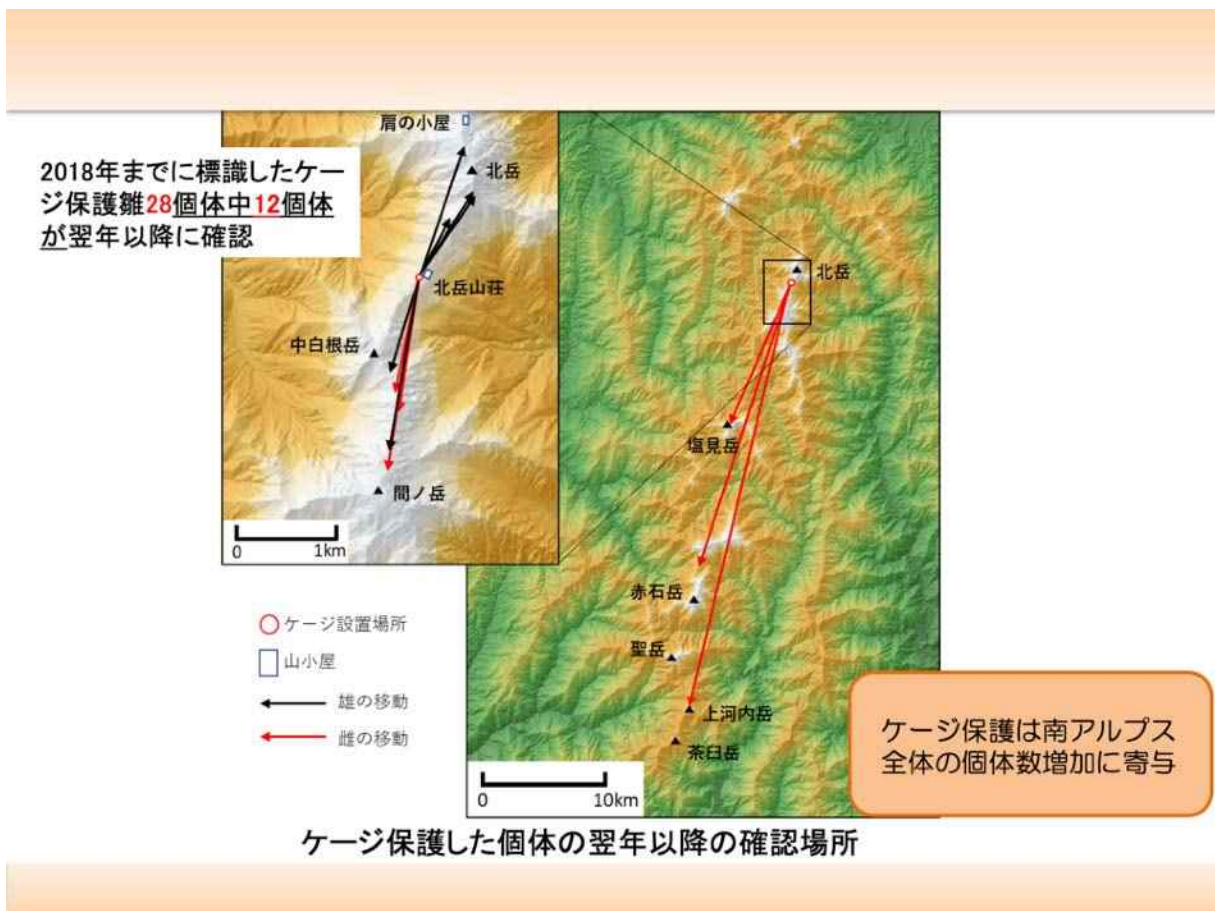 2018年までに標識したケー
ジ保護雛28個体中12個体
が翌年以降に確認
肩の小屋
北岳
北岳山荘
中白根岳
間ノ岳
0 1km
北岳
塩見岳
赤石岳
聖岳
上河内岳
茶臼岳
0 10km
ケージ設置場所
山小屋
雄の移動
雌の移動
ケージ保護は南アルプス
全体の個体数増加に寄与
ケージ保護した個体の翌年以降の確認場所